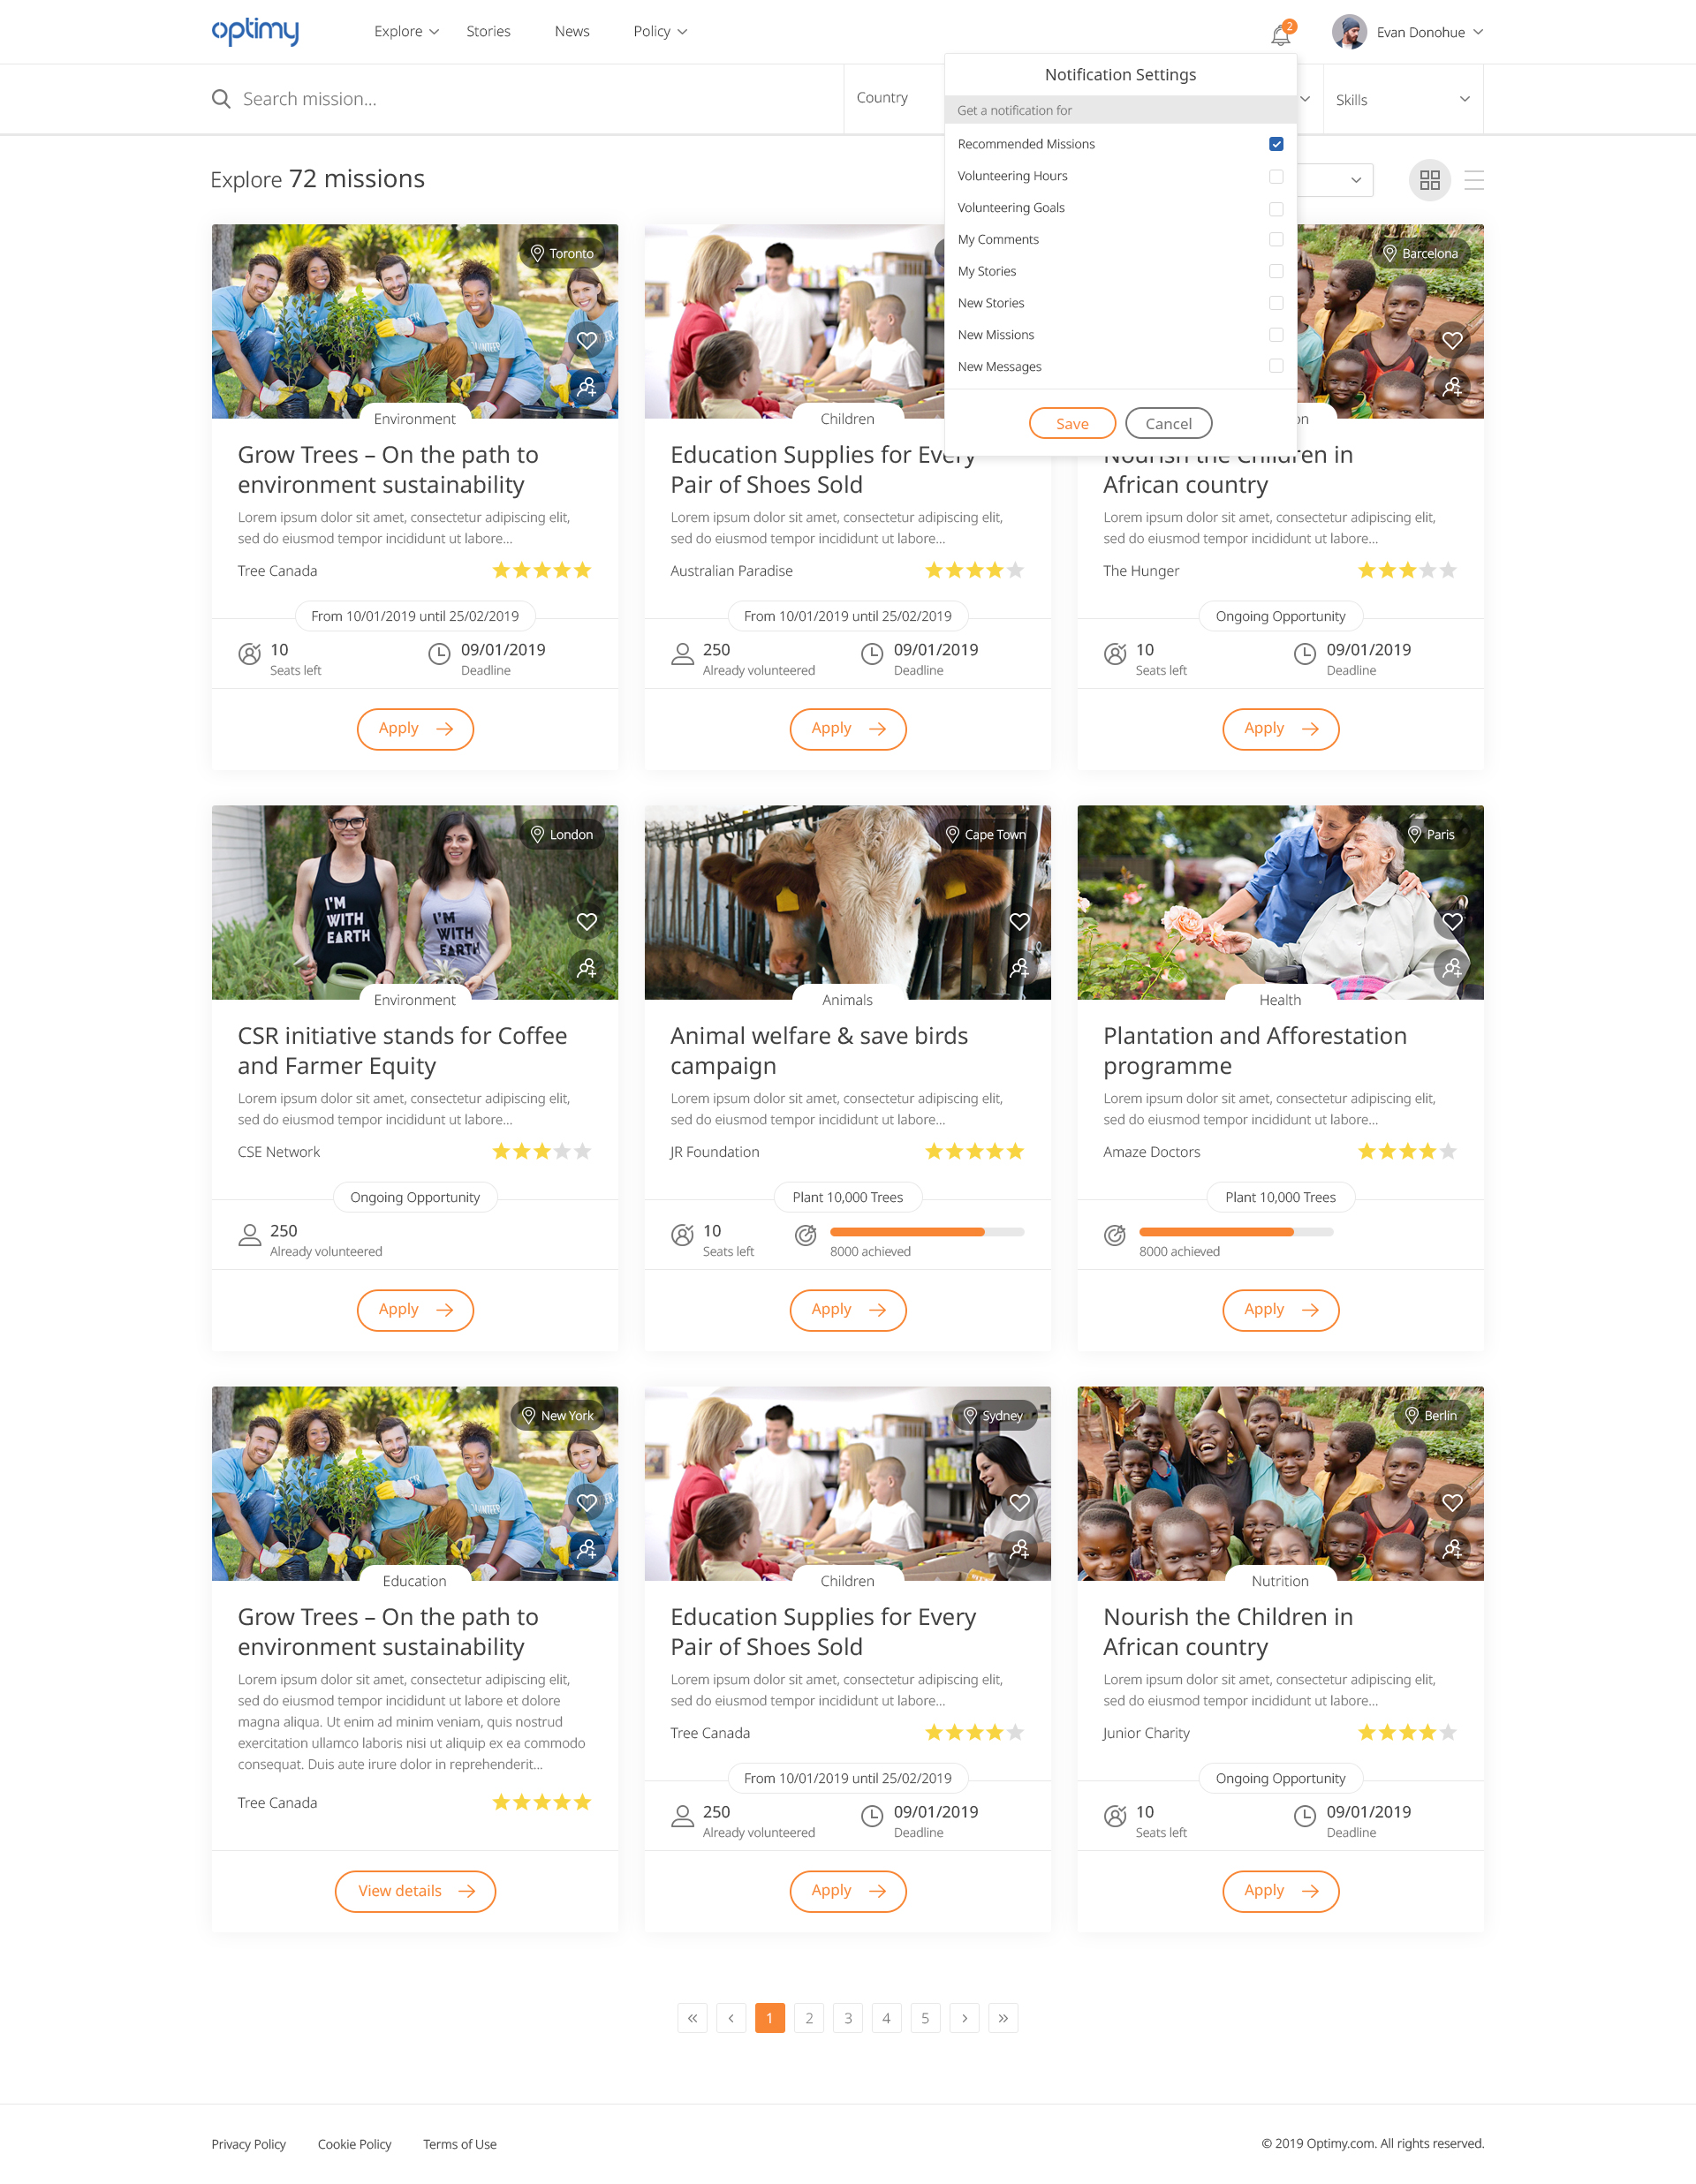 optimy
Explore
Stories
News
Policy
2
Evan Donohue
Search mission...
Country
Skills
Notification Settings
Get a notification for
Recommended Missions
Volunteering Hours
Volunteering Goals
My Comments
My Stories
New Stories
New Missions
New Messages
Save
Cancel
Explore 72 missions
Toronto
Environment
Grow Trees – On the path to
environment sustainability
Lorem ipsum dolor sit amet, consectetur adipiscing elit,
sed do eiusmod tempor incididunt ut labore...
Tree Canada
From 10/01/2019 until 25/02/2019
10
Seats left
09/01/2019
Deadline
Apply
Children
Education Supplies for Every
Pair of Shoes Sold
Lorem ipsum dolor sit amet, consectetur adipiscing elit,
sed do eiusmod tempor incididunt ut labore...
Australian Paradise
From 10/01/2019 until 25/02/2019
250
Already volunteered
09/01/2019
Deadline
Apply
Barcelona
on
Nourish the Children in
African country
Lorem ipsum dolor sit amet, consectetur adipiscing elit,
sed do eiusmod tempor incididunt ut labore...
The Hunger
Ongoing Opportunity
10
Seats left
09/01/2019
Deadline
Apply
London
I'M
WITH
EARTH
I'M
WITH
EARTH
Environment
CSR initiative stands for Coffee
and Farmer Equity
Lorem ipsum dolor sit amet, consectetur adipiscing elit,
sed do eiusmod tempor incididunt ut labore...
CSE Network
Ongoing Opportunity
250
Already volunteered
Apply
Cape Town
Animals
Animal welfare & save birds
campaign
Lorem ipsum dolor sit amet, consectetur adipiscing elit,
sed do eiusmod tempor incididunt ut labore...
JR Foundation
Plant 10,000 Trees
10
Seats left
8000 achieved
Apply
Paris
Health
Plantation and Afforestation
programme
Lorem ipsum dolor sit amet, consectetur adipiscing elit,
sed do eiusmod tempor incididunt ut labore...
Amaze Doctors
Plant 10,000 Trees
8000 achieved
Apply
New York
Education
Grow Trees – On the path to
environment sustainability
Lorem ipsum dolor sit amet, consectetur adipiscing elit,
sed do eiusmod tempor incididunt ut labore et dolore
magna aliqua. Ut enim ad minim veniam, quis nostrud
exercitation ullamco laboris nisi ut aliquip ex ea commodo
consequat. Duis aute irure dolor in reprehenderit...
Tree Canada
View details
Sydney
Children
Education Supplies for Every
Pair of Shoes Sold
Lorem ipsum dolor sit amet, consectetur adipiscing elit,
sed do eiusmod tempor incididunt ut labore...
Tree Canada
From 10/01/2019 until 25/02/2019
250
Already volunteered
09/01/2019
Deadline
Apply
Berlin
Nutrition
Nourish the Children in
African country
Lorem ipsum dolor sit amet, consectetur adipiscing elit,
sed do eiusmod tempor incididunt ut labore...
Junior Charity
Ongoing Opportunity
10
Seats left
09/01/2019
Deadline
Apply
« ‹ 1 2 3 4 5 › »
Privacy Policy
Cookie Policy
Terms of Use
© 2019 Optimy.com. All rights reserved.